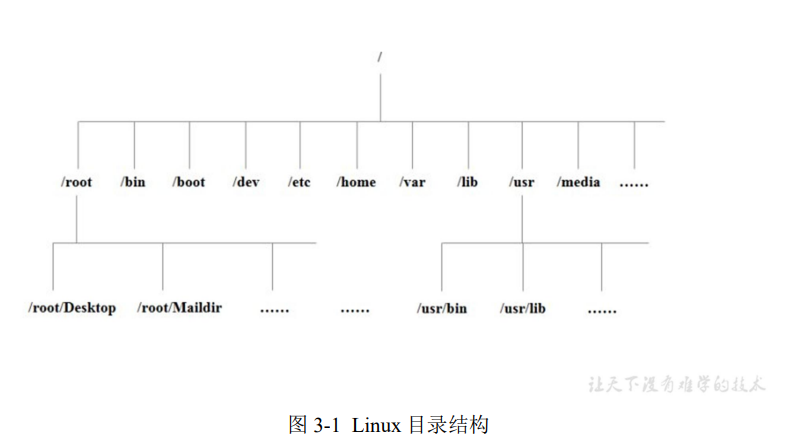 /
/root /bin /boot /dev /etc /home /var /lib /usr /media ……
/root/Desktop /root/Maildir …… …… /usr/bin /usr/lib ……
让天下没有难学的技术
图 3-1 Linux 目录结构